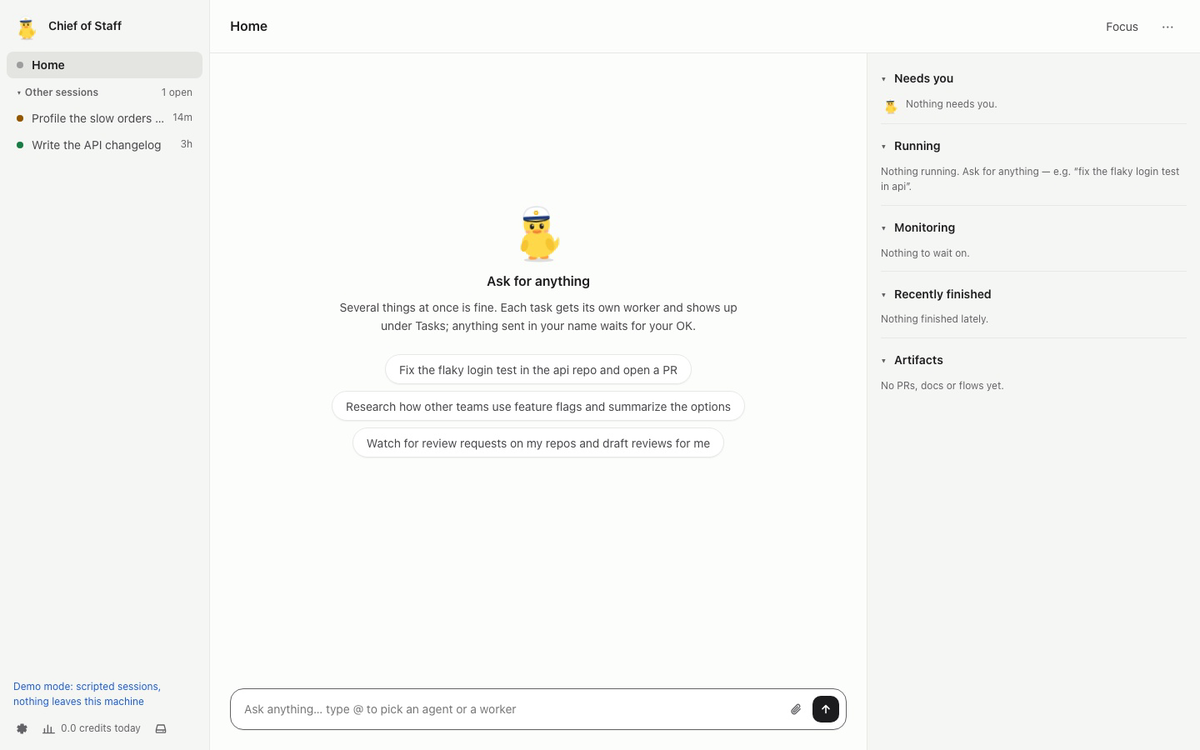 Chief of Staff
Home
Other sessions
1 open
Profile the slow orders ...
14m
Write the API changelog
3h
Demo mode: scripted sessions,
nothing leaves this machine
0.0 credits today
Home
Focus
Ask for anything
Several things at once is fine. Each task gets its own worker and shows up
under Tasks; anything sent in your name waits for your OK.
Fix the flaky login test in the api repo and open a PR
Research how other teams use feature flags and summarize the options
Watch for review requests on my repos and draft reviews for me
Ask anything... type @ to pick an agent or a worker
Needs you
Nothing needs you.
Running
Nothing running. Ask for anything — e.g. “fix the flaky login test
in api”.
Monitoring
Nothing to wait on.
Recently finished
Nothing finished lately.
Artifacts
No PRs, docs or flows yet.